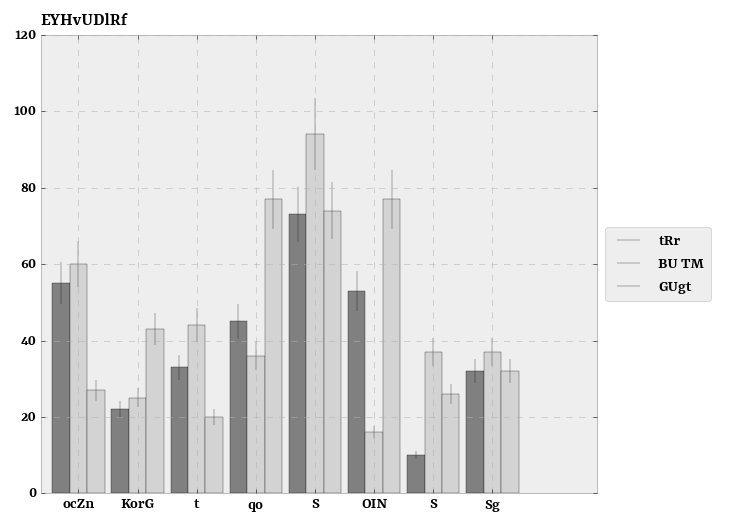 EYHvUDlRf
120
100
80
60
40
20
0
ocZn KorG t qo S OIN S Sg
tRr
BU TM
GUgt